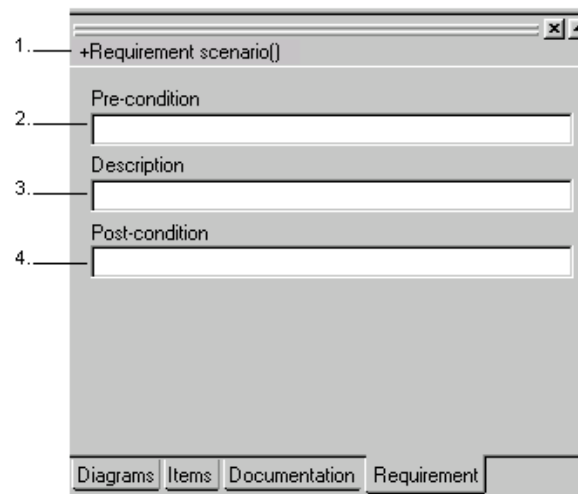 1. +Requirement scenario()
Pre-condition
2.
Description
3.
Post-condition
4.
Diagrams Items Documentation Requirement